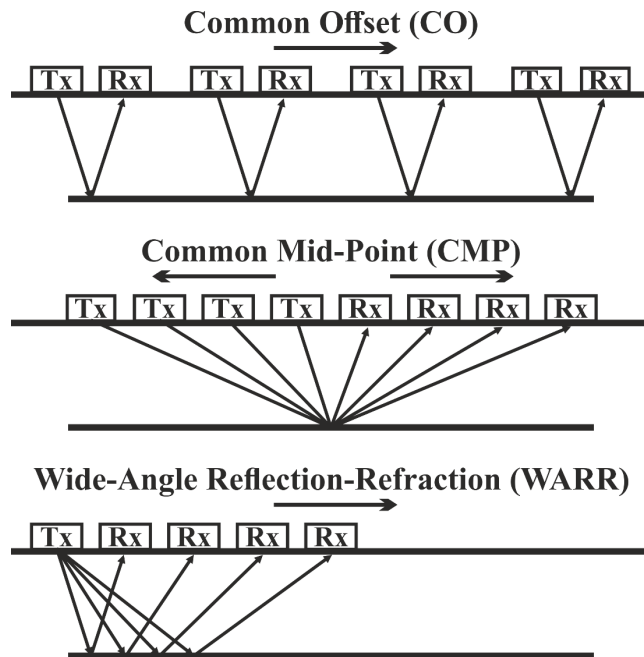 Common Offset (CO)
Tx Rx Tx Rx Tx Rx Tx Rx
Common Mid-Point (CMP)
Tx Tx Tx Tx Rx Rx Rx Rx
Wide-Angle Reflection-Refraction (WARR)
Tx Rx Rx Rx Rx